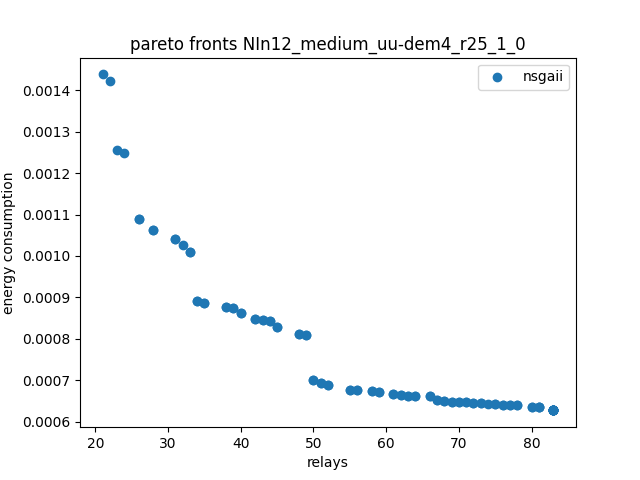 pareto fronts NIn12_medium_uu-dem4_r25_1_0
nsgaii
0.0014
0.0013
0.0012
0.0011
0.0010
0.0009
0.0008
0.0007
0.0006
energy consumption
20 30 40 50 60 70 80
relays